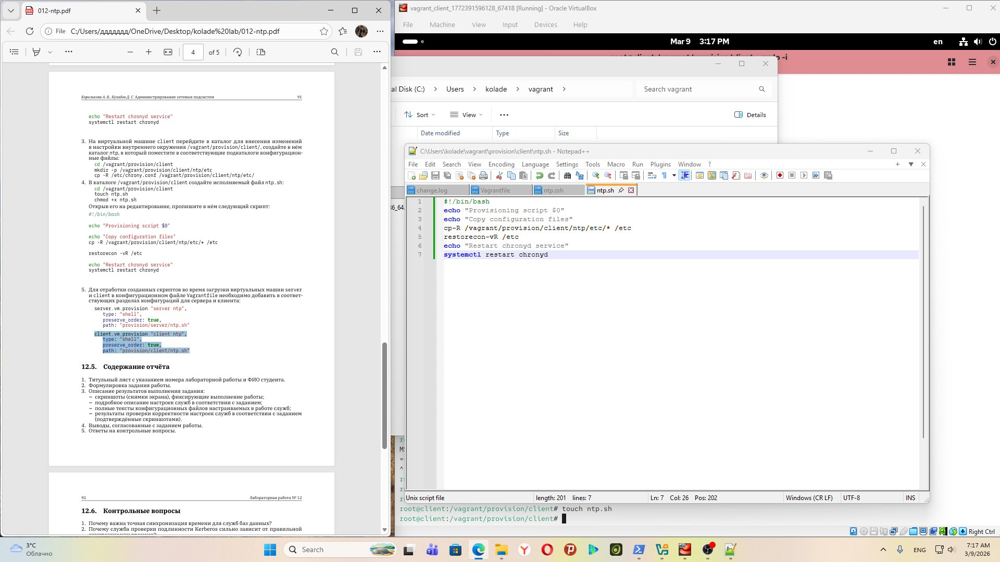 012-ntp.pdf
File C:/Users/ддддддд/OneDrive/Desktop/kolade%20lab/012-ntp.pdf
4 of 5
Королькова А. В., Кулябов Д. С. Администрирование сетевых подсистем 91
echo "Restart chronyd service"
systemctl restart chronyd
3. На виртуальной машине client перейдите в каталог для внесения изменений
в настройки внутреннего окружения /vagrant/provision/client/, создайте в нём
каталог ntp, в который поместите в соответствующие подкаталоги конфигурацион-
ные файлы:
cd /vagrant/provision/client
mkdir -p /vagrant/provision/client/ntp/etc
cp -R /etc/chrony.conf /vagrant/provision/client/ntp/etc/
4. В каталоге /vagrant/provision/client создайте исполняемый файл ntp.sh:
cd /vagrant/provision/client
touch ntp.sh
chmod +x ntp.sh
Открыв его на редактирование, пропишите в нём следующий скрипт:
#!/bin/bash
echo "Provisioning script $0"
echo "Copy configuration files"
cp -R /vagrant/provision/client/ntp/etc/* /etc
restorecon -vR /etc
echo "Restart chronyd service"
systemctl restart chronyd
5. Для отработки созданных скриптов во время загрузки виртуальных машин server
и client в конфигурационном файле Vagrantfile необходимо добавить в соответ-
ствующих разделах конфигураций для сервера и клиента:
server.vm.provision "server ntp",
type: "shell",
preserve_order: true,
path: "provision/server/ntp.sh"
client.vm.provision "client ntp",
type: "shell",
preserve_order: true,
path: "provision/client/ntp.sh"
12.5. Содержание отчёта
1. Титульный лист с указанием номера лабораторной работы и ФИО студента.
2. Формулировка задания работы.
3. Описание результатов выполнения задания:
– скриншоты (снимки экрана), фиксирующие выполнение работы;
– подробное описание настроек служб в соответствии с заданием;
– полные тексты конфигурационных файлов настраиваемых в работе служб;
– результаты проверки корректности настроек служб в соответствии с заданием
(подтверждённые скриншотами).
4. Выводы, согласованные с заданием работы.
5. Ответы на контрольные вопросы.
92 Лабораторная работа № 12
12.6. Контрольные вопросы
1. Почему важна точная синхронизация времени для служб баз данных?
2. Почему служба проверки подлинности Kerberos сильно зависит от правильной
vagrant_client_1772391596128_67418 [Running] - Oracle VirtualBox
File Machine View Input Devices Help
Mar 9 3:17 PM en
-i
al Disk (C:) > Users > kolade > vagrant >
Search vagrant
Sort View Details
Date modified Type Size
C:\Users\kolade\vagrant\provision\client\ntp.sh - Notepad++
File Edit Search View Encoding Language Settings Tools Macro Run Plugins Window ?
change.log Vagrantfile ntp.ssh ntp.sh
1 #!/bin/bash
2 echo "Provisioning script $0"
3 echo "Copy configuration files"
4 cp-R /vagrant/provision/client/ntp/etc/* /etc
5 restorecon-vR /etc
6 echo "Restart chronyd service"
7 systemctl restart chronyd
Unix script file length: 201 lines: 7 Ln: 7 Col: 26 Pos: 202 Windows (CR LF) UTF-8 INS
root@client:/vagrant/provision/client# touch ntp.sh
root@client:/vagrant/provision/client#
Right Ctrl
3°C
Облачно
Search
ENG
7:17 AM
3/9/2026